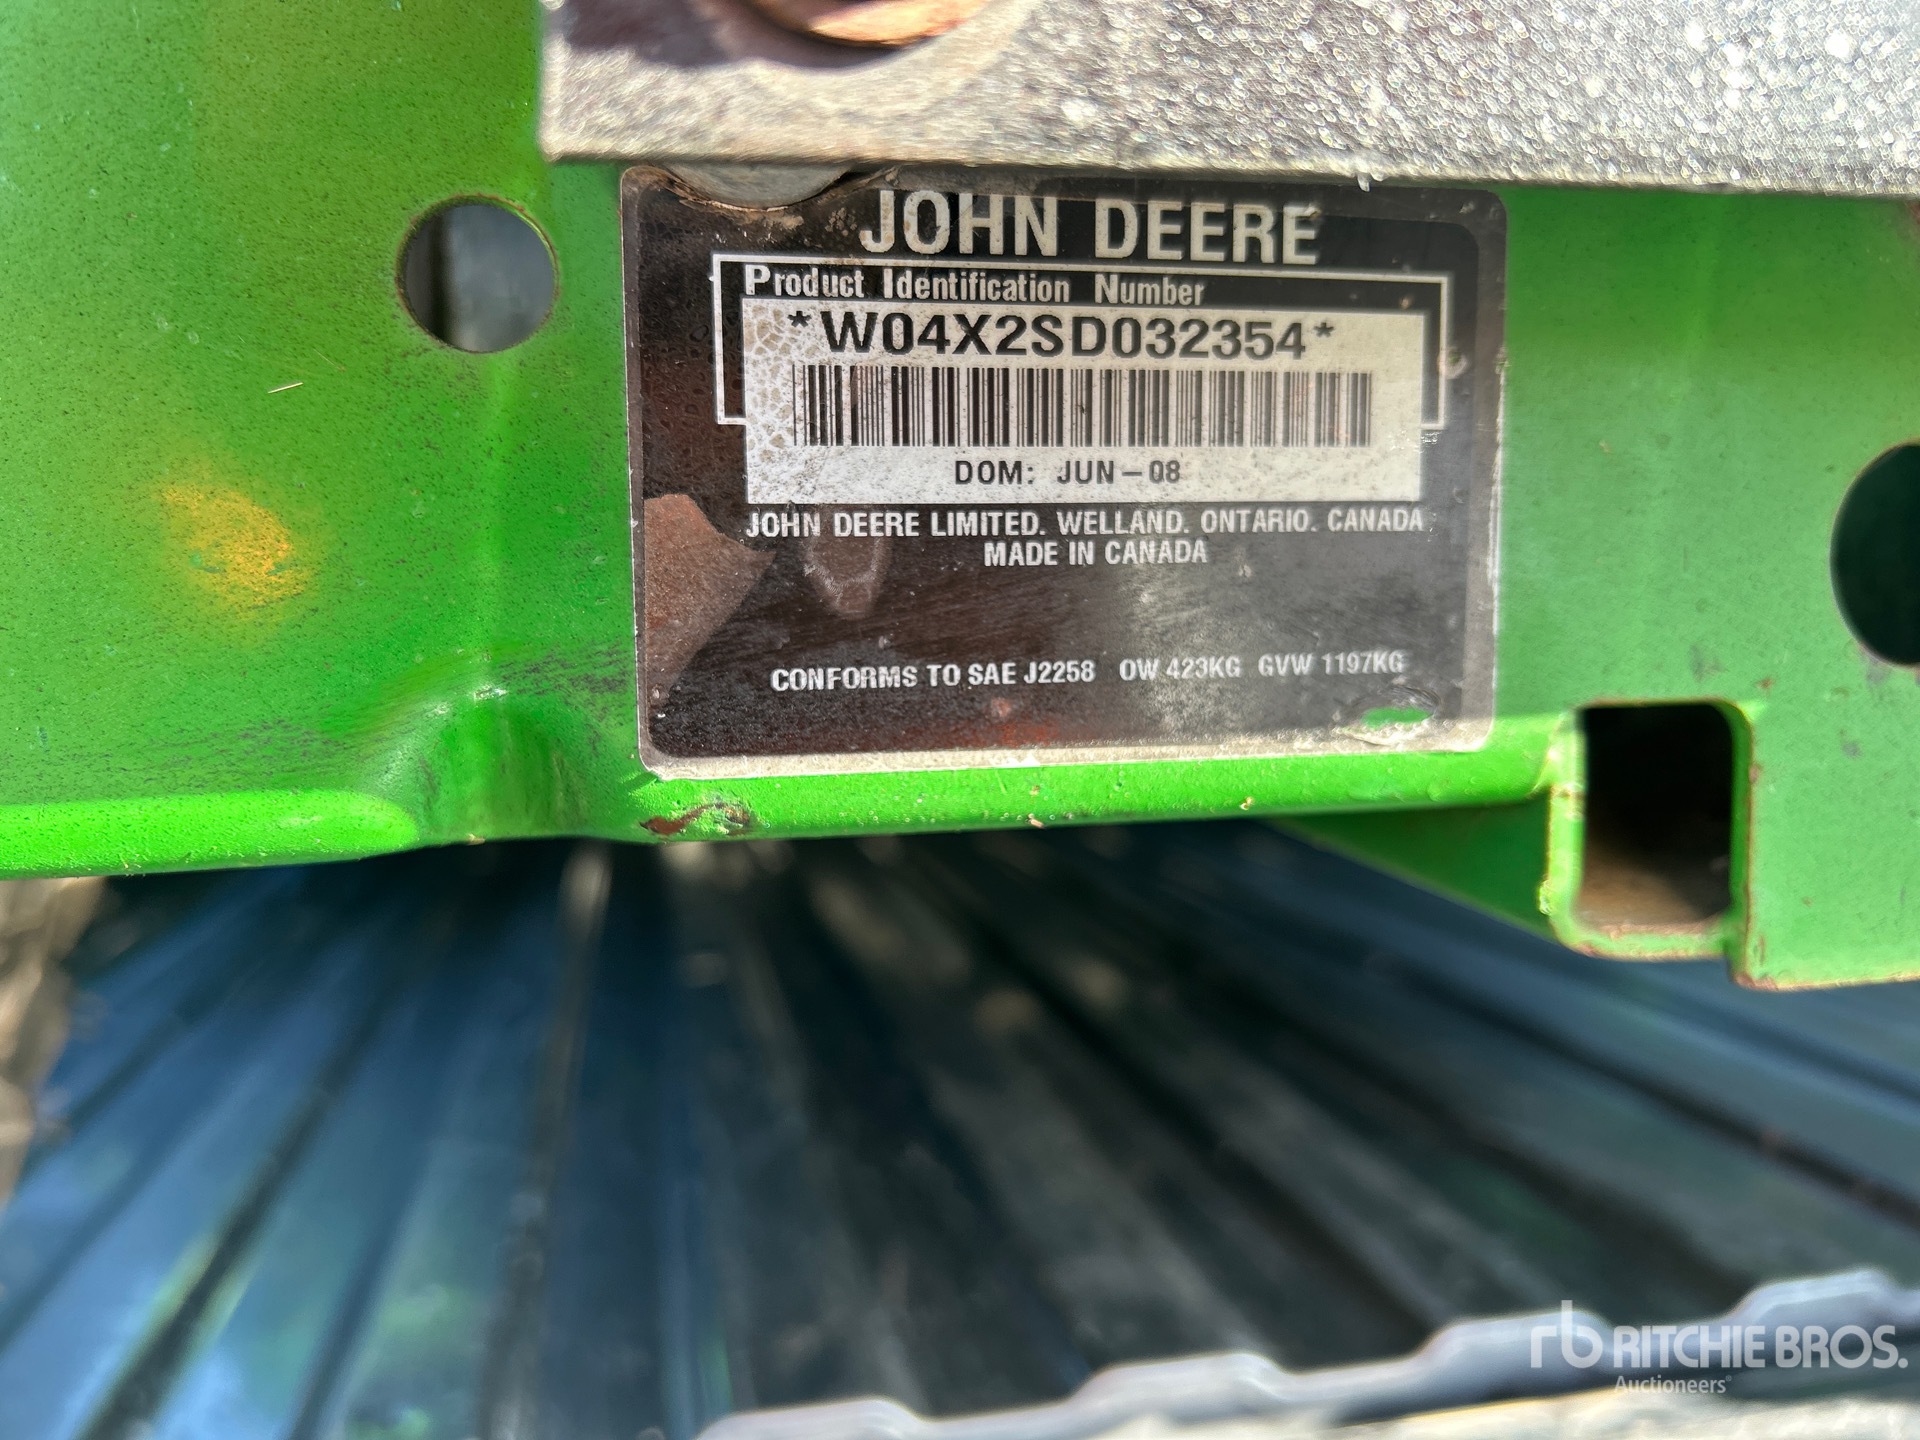 JOHN DEERE
Product Identification Number
*W04X2SD032354*
DOM: JUN-08
JOHN DEERE LIMITED. WELLAND. ONTARIO. CANADA
MADE IN CANADA
CONFORMS TO SAE J2258 OW 423KG GVW 1197KG
rb RITCHIE BROS.
Auctioneers